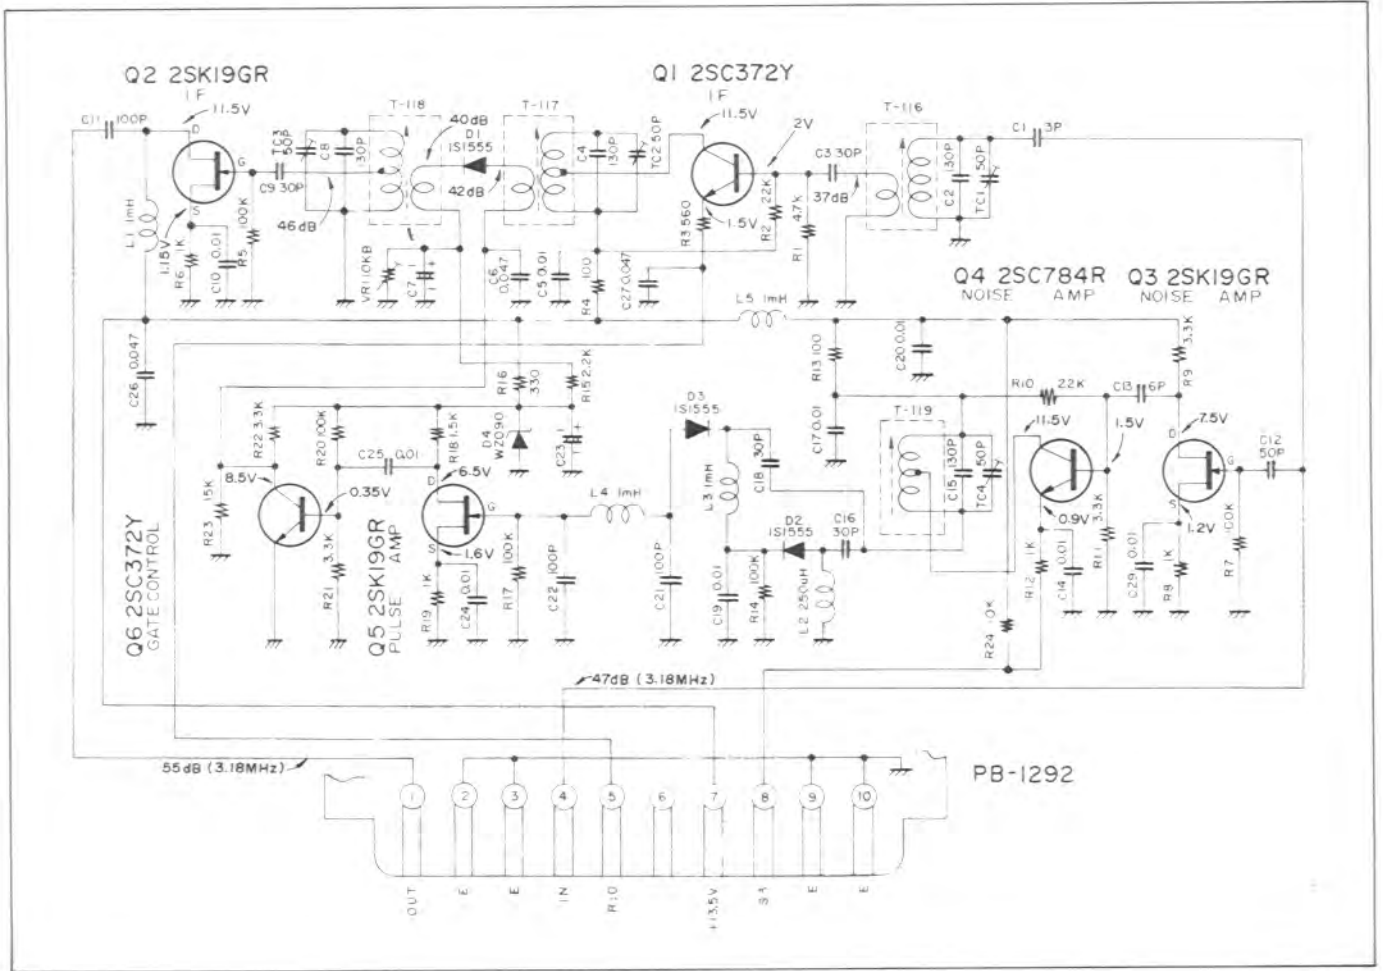 Q2 2SK19GR
IF
11.5V
C11 100P
D
G
S
1.15V
L1 1mH
R6 1K
C10 0.01
R5 100K
C9 30P
46dB
TC3 50P
C8 130P
T-118
40dB
D1
1S1555
42dB
T-117
C4 130P
TC2 50P
VR1 10KB
C7
C6 0.047
C5 0.01
R4 100
C27 0.047
Q1 2SC372Y
IF
11.5V
2V
1.5V
R3 560
R2 22K
R1 4.7K
C3 30P
37dB
T-116
C2 130P
TC1 50P
C1 3P
Q4 2SC784R
NOISE AMP
Q3 2SK19GR
NOISE AMP
L5 1mH
R13 100
C20 0.01
C17 0.01
R10 22K
C13 6P
R9 3.3K
11.5V
1.5V
7.5V
D
G
S
C12
50P
0.9V
1.2V
T-119
C15 130P
TC4 50P
R12 1K
C14 0.01
R11 3.3K
C29 0.01
R8 1K
R7 100K
R24 10K
C26 0.047
R22 3.3K
R20 100K
R18 1.5K
R16
330
R15 2.2K
D4
WZ090
C23
C25 0.01
8.5V
0.35V
6.5V
D
G
S
1.6V
R23 15K
R21 3.3K
R19 1K
C24 0.01
R17 100K
C22 100P
L4 1mH
C21 100P
D3
1S1555
L3 1mH
C18 30P
D2
1S1555
C16
30P
C19 0.01
R14 100K
L2 250uH
Q6 2SC372Y
GATE CONTROL
Q5 2SK19GR
PULSE AMP
47dB (3.18MHz)
55dB (3.18MHz)
PB-1292
1 2 3 4 5 6 7 8 9 10
OUT E E IN R10 +13.5V S3 E E